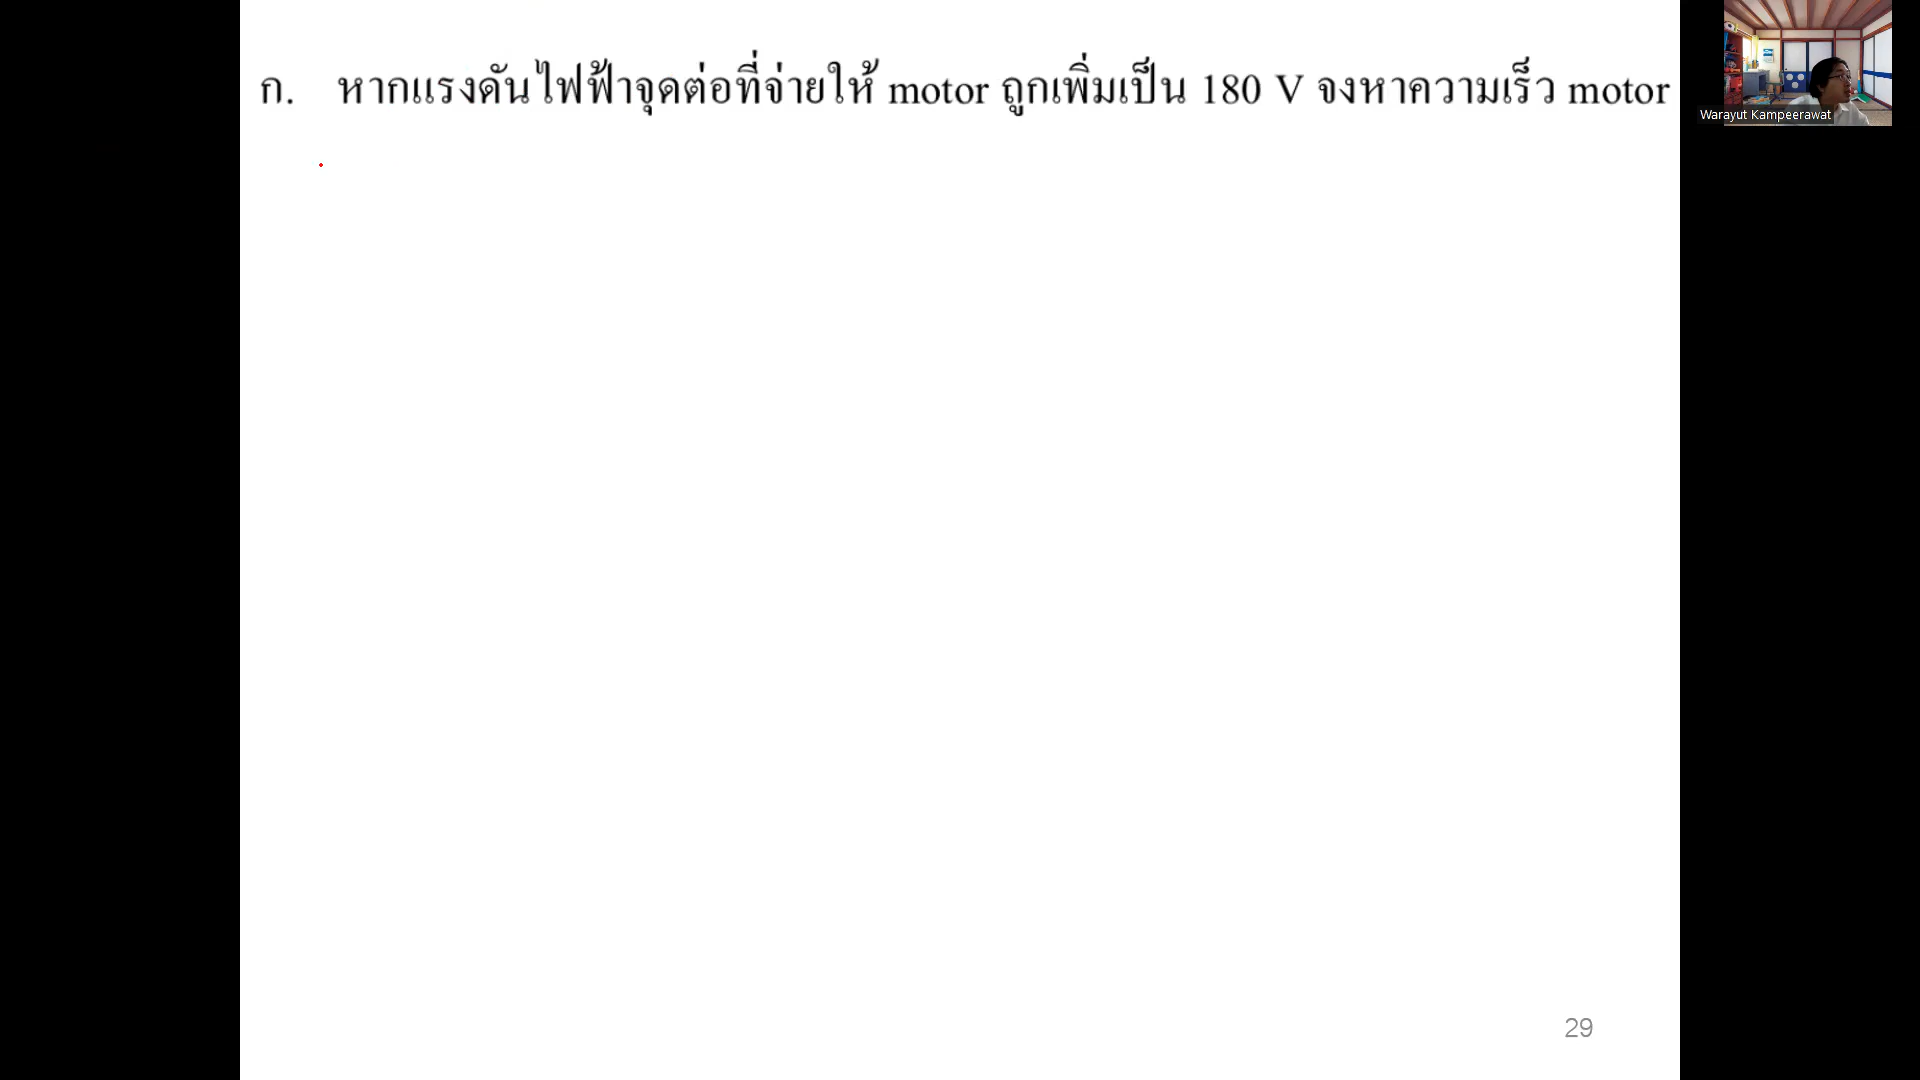 ก. หากแรงดันไฟฟ้าจุดต่อที่จ่ายให้ motor ถูกเพิ่มเป็น 180 V จงหาความเร็ว motor
Warayut Kampeerawat
29